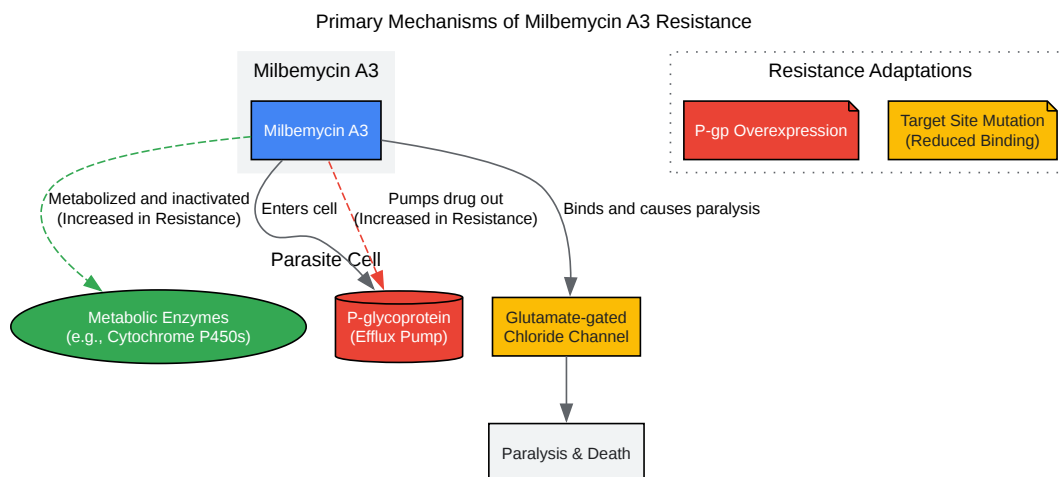 Primary Mechanisms of Milbemycin A3 Resistance
Milbemycin A3
Resistance Adaptations
Milbemycin A3
P-gp Overexpression
Target Site Mutation
(Reduced Binding)
Metabolized and inactivated
(Increased in Resistance)
Enters cell
Pumps drug out
(Increased in Resistance)
Binds and causes paralysis
Parasite Cell
Metabolic Enzymes
(e.g., Cytochrome P450s)
P-glycoprotein
(Efflux Pump)
Glutamate-gated
Chloride Channel
Paralysis & Death